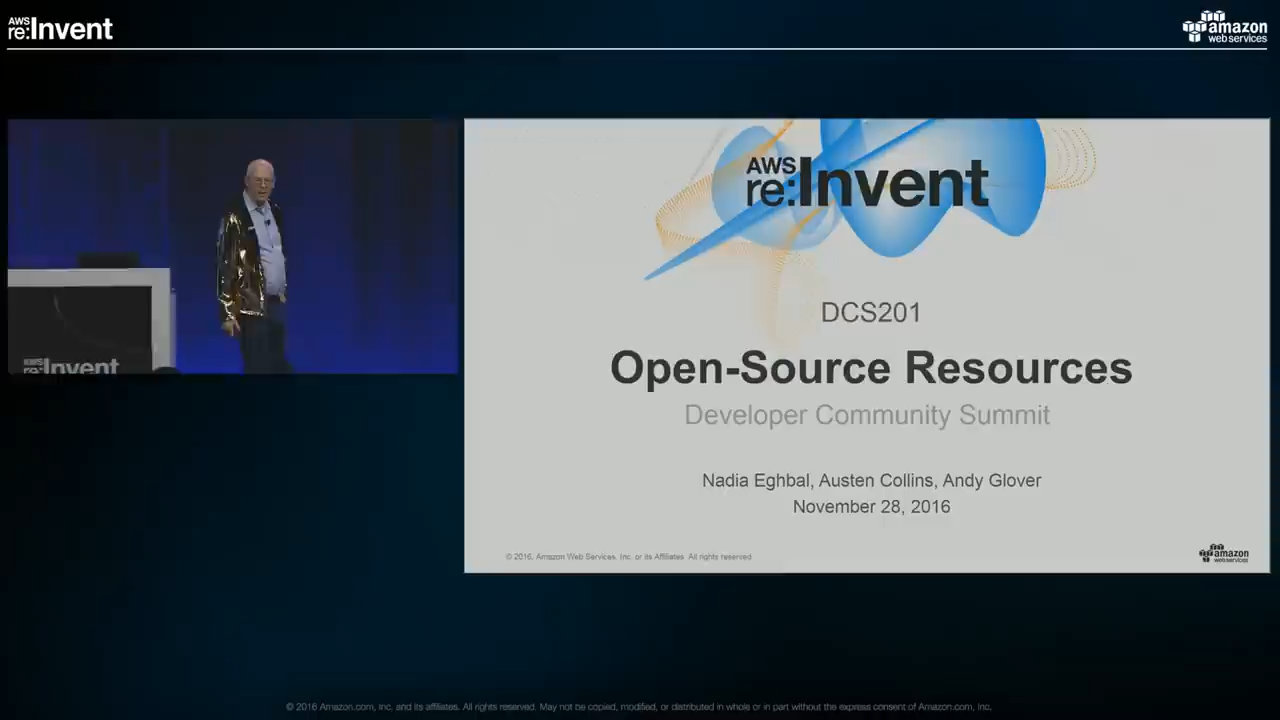 AWS
re:Invent
amazon
web services
AWS
re:Invent
AWS
re:Invent
DCS201
Open-Source Resources
Developer Community Summit
Nadia Eghbal, Austen Collins, Andy Glover
November 28, 2016
© 2016, Amazon Web Services, Inc. or its Affiliates. All rights reserved
amazon
web services
© 2016 Amazon.com, Inc. and its affiliates. All rights reserved. May not be copied, modified, or distributed in whole or in part without the express consent of Amazon.com, Inc.